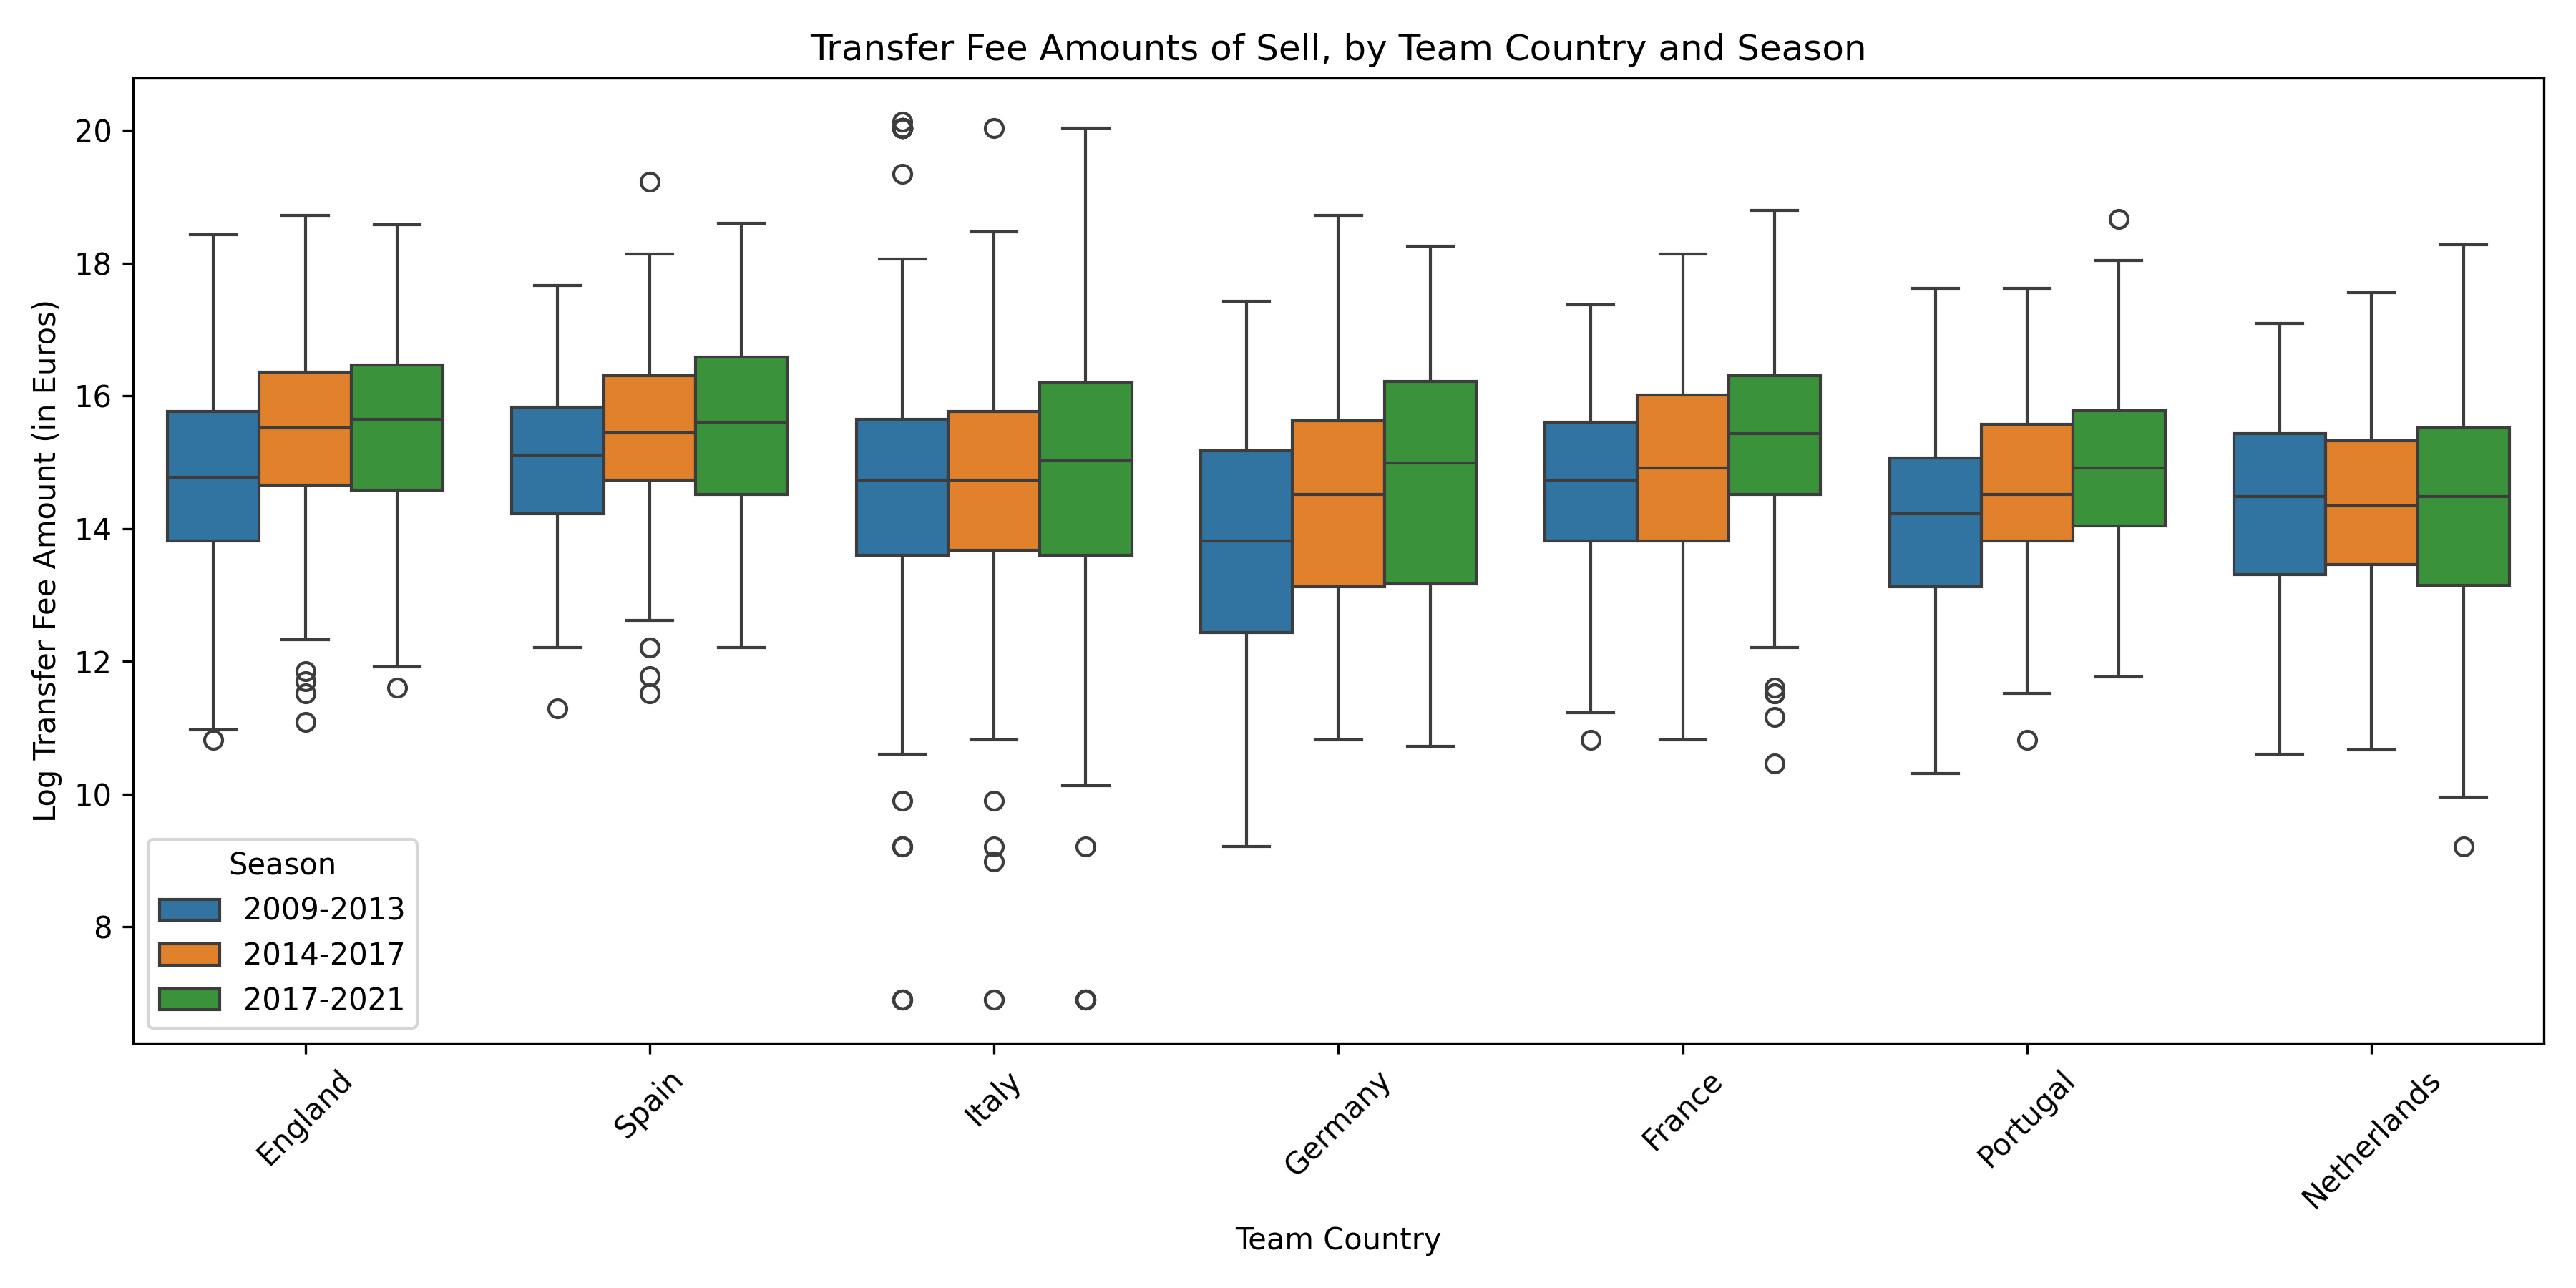 Transfer Fee Amounts of Sell, by Team Country and Season
Log Transfer Fee Amount (in Euros)
20
18
16
14
12
10
8
Season
2009-2013
2014-2017
2017-2021
England
Spain
Italy
Germany
France
Portugal
Netherlands
Team Country